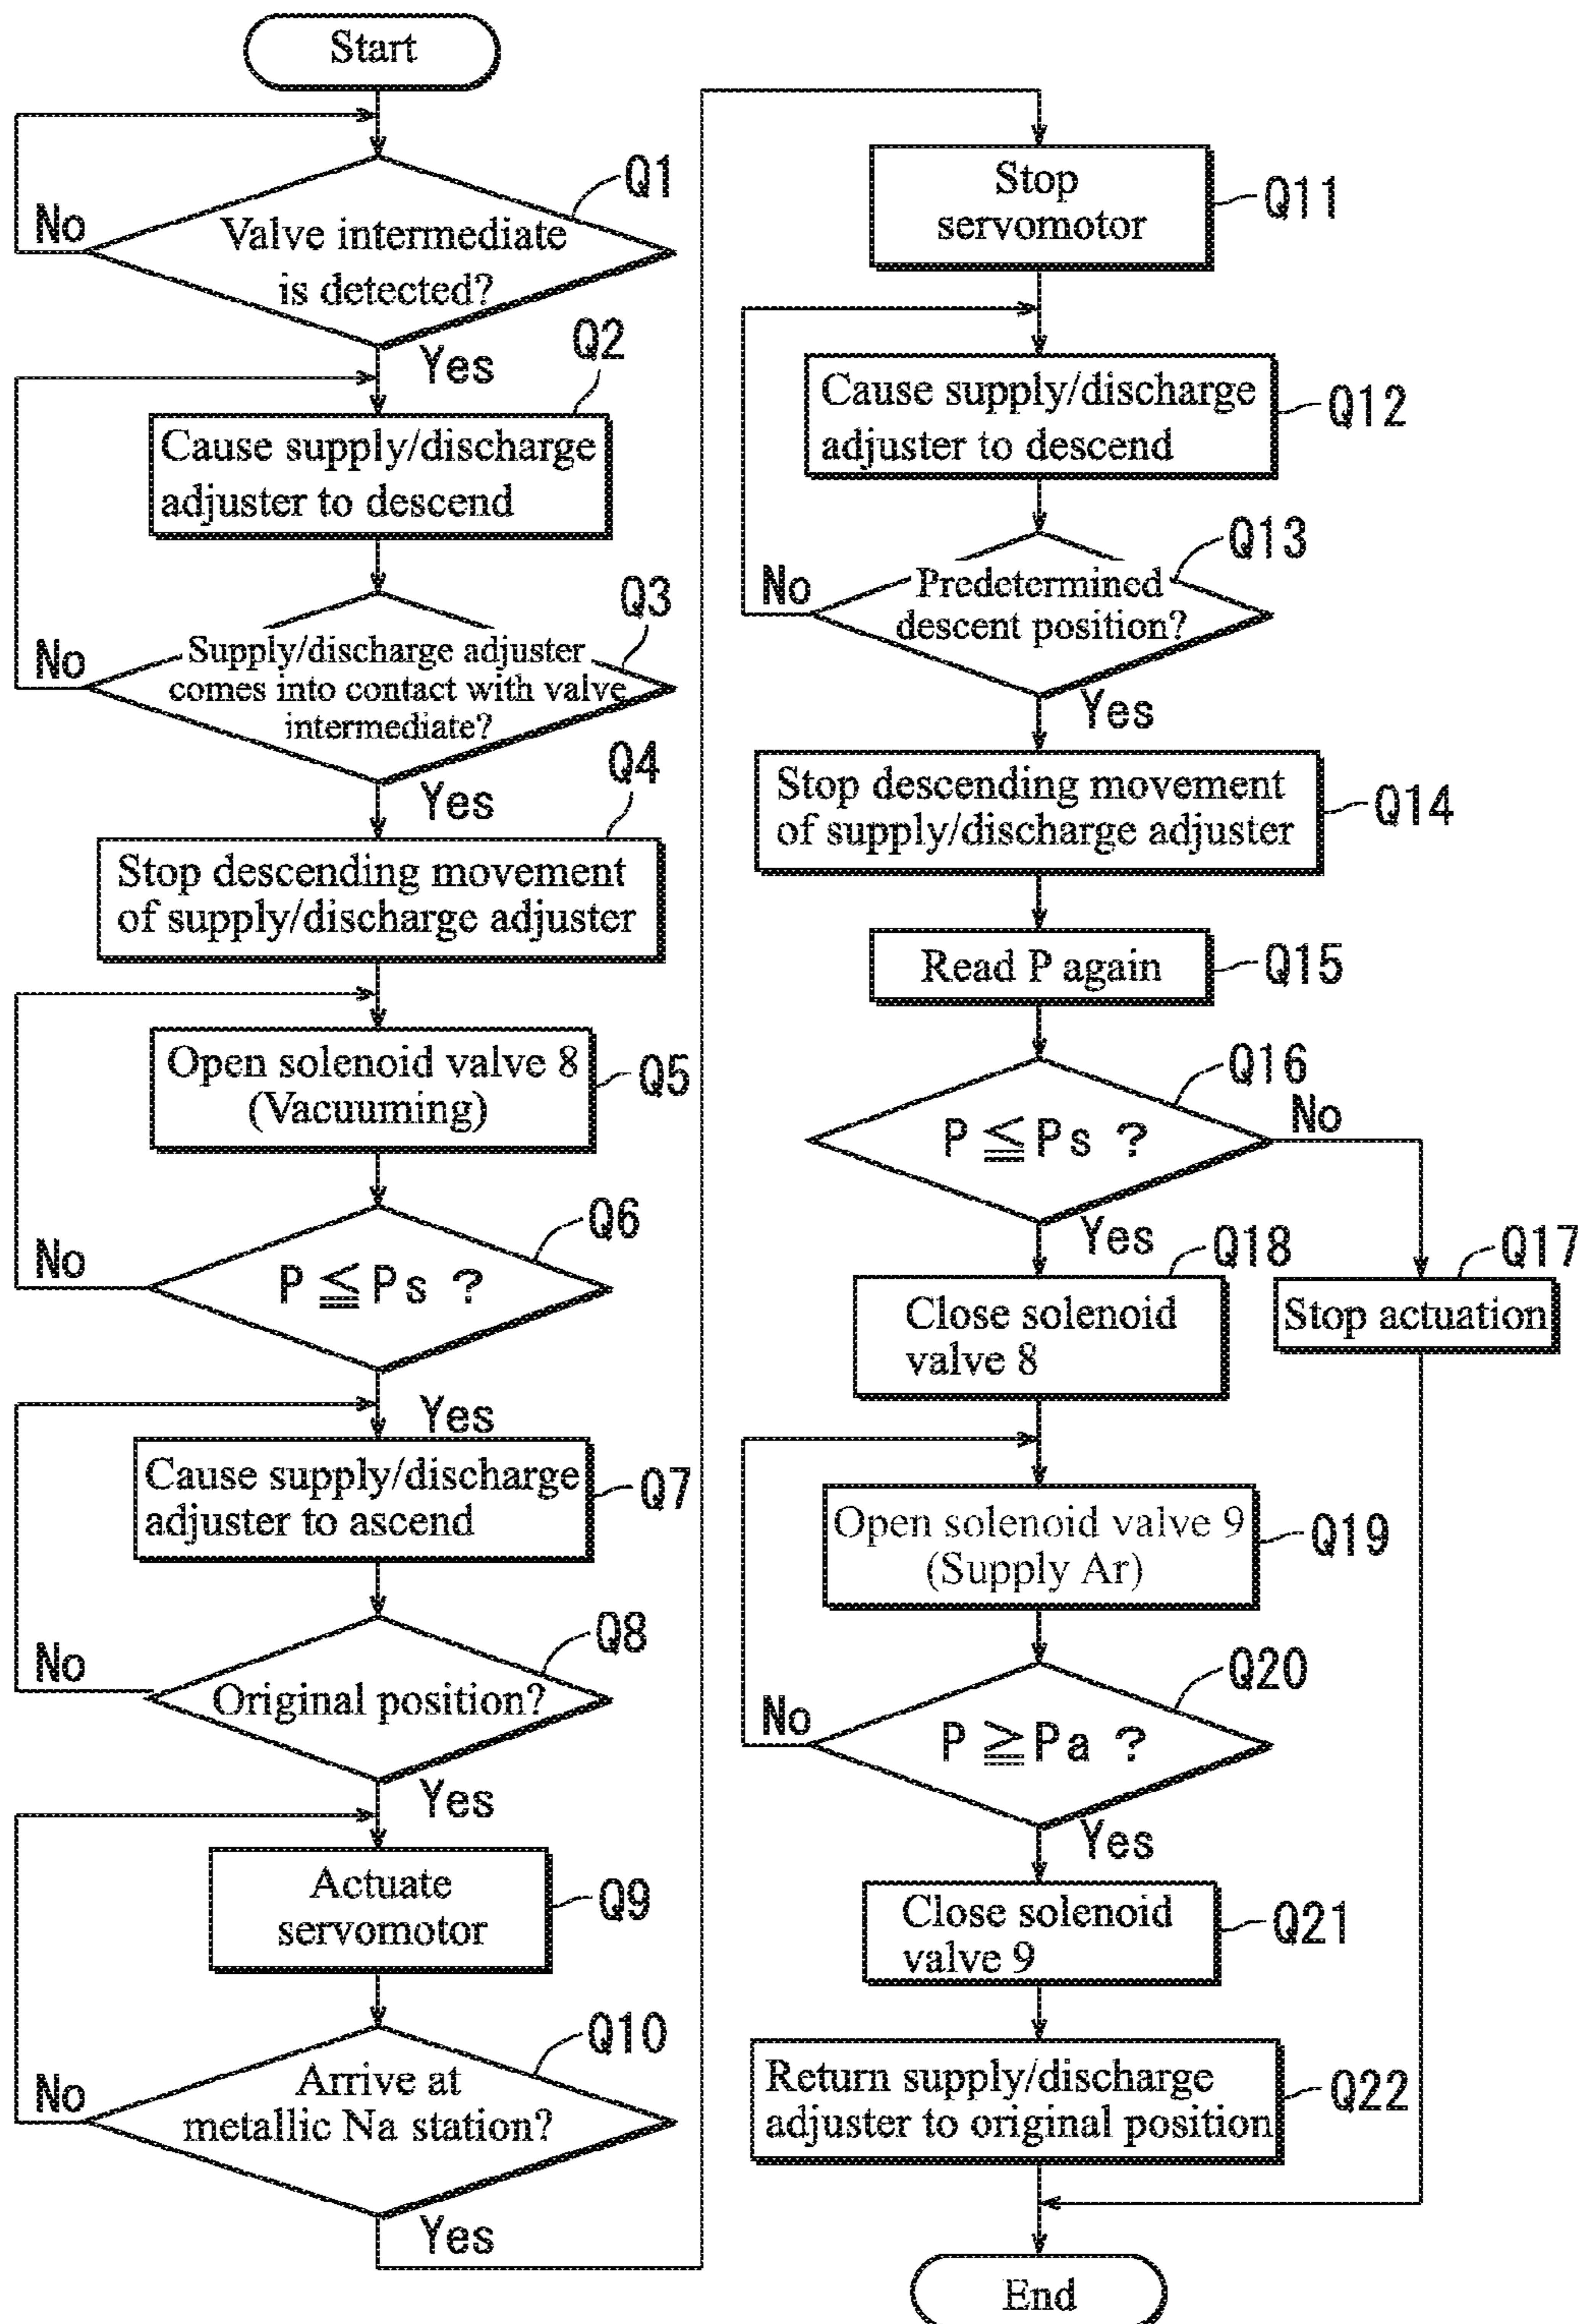 Start
Q1
No
Valve intermediate
is detected?
Yes
Q2
Cause supply/discharge
adjuster to descend
Q3
No
Supply/discharge adjuster
comes into contact with valve
intermediate?
Yes
Q4
Stop descending movement
of supply/discharge adjuster
Open solenoid valve 8
(Vacuuming)
Q5
Q6
No
P ≦ Ps ?
Yes
Cause supply/discharge
adjuster to ascend
Q7
Q8
No
Original position?
Yes
Actuate
servomotor
Q9
Q10
No
Arrive at
metallic Na station?
Yes
Stop
servomotor
Q11
Cause supply/discharge
adjuster to descend
Q12
Q13
No
Predetermined
descent position?
Yes
Stop descending movement
of supply/discharge adjuster
Q14
Read P again
Q15
Q16
No
P ≦ Ps ?
Yes
Q18
Q17
Close solenoid
valve 8
Stop actuation
Open solenoid valve 9
(Supply Ar)
Q19
Q20
No
P ≧ Pa ?
Yes
Close solenoid
valve 9
Q21
Return supply/discharge
adjuster to original position
Q22
End